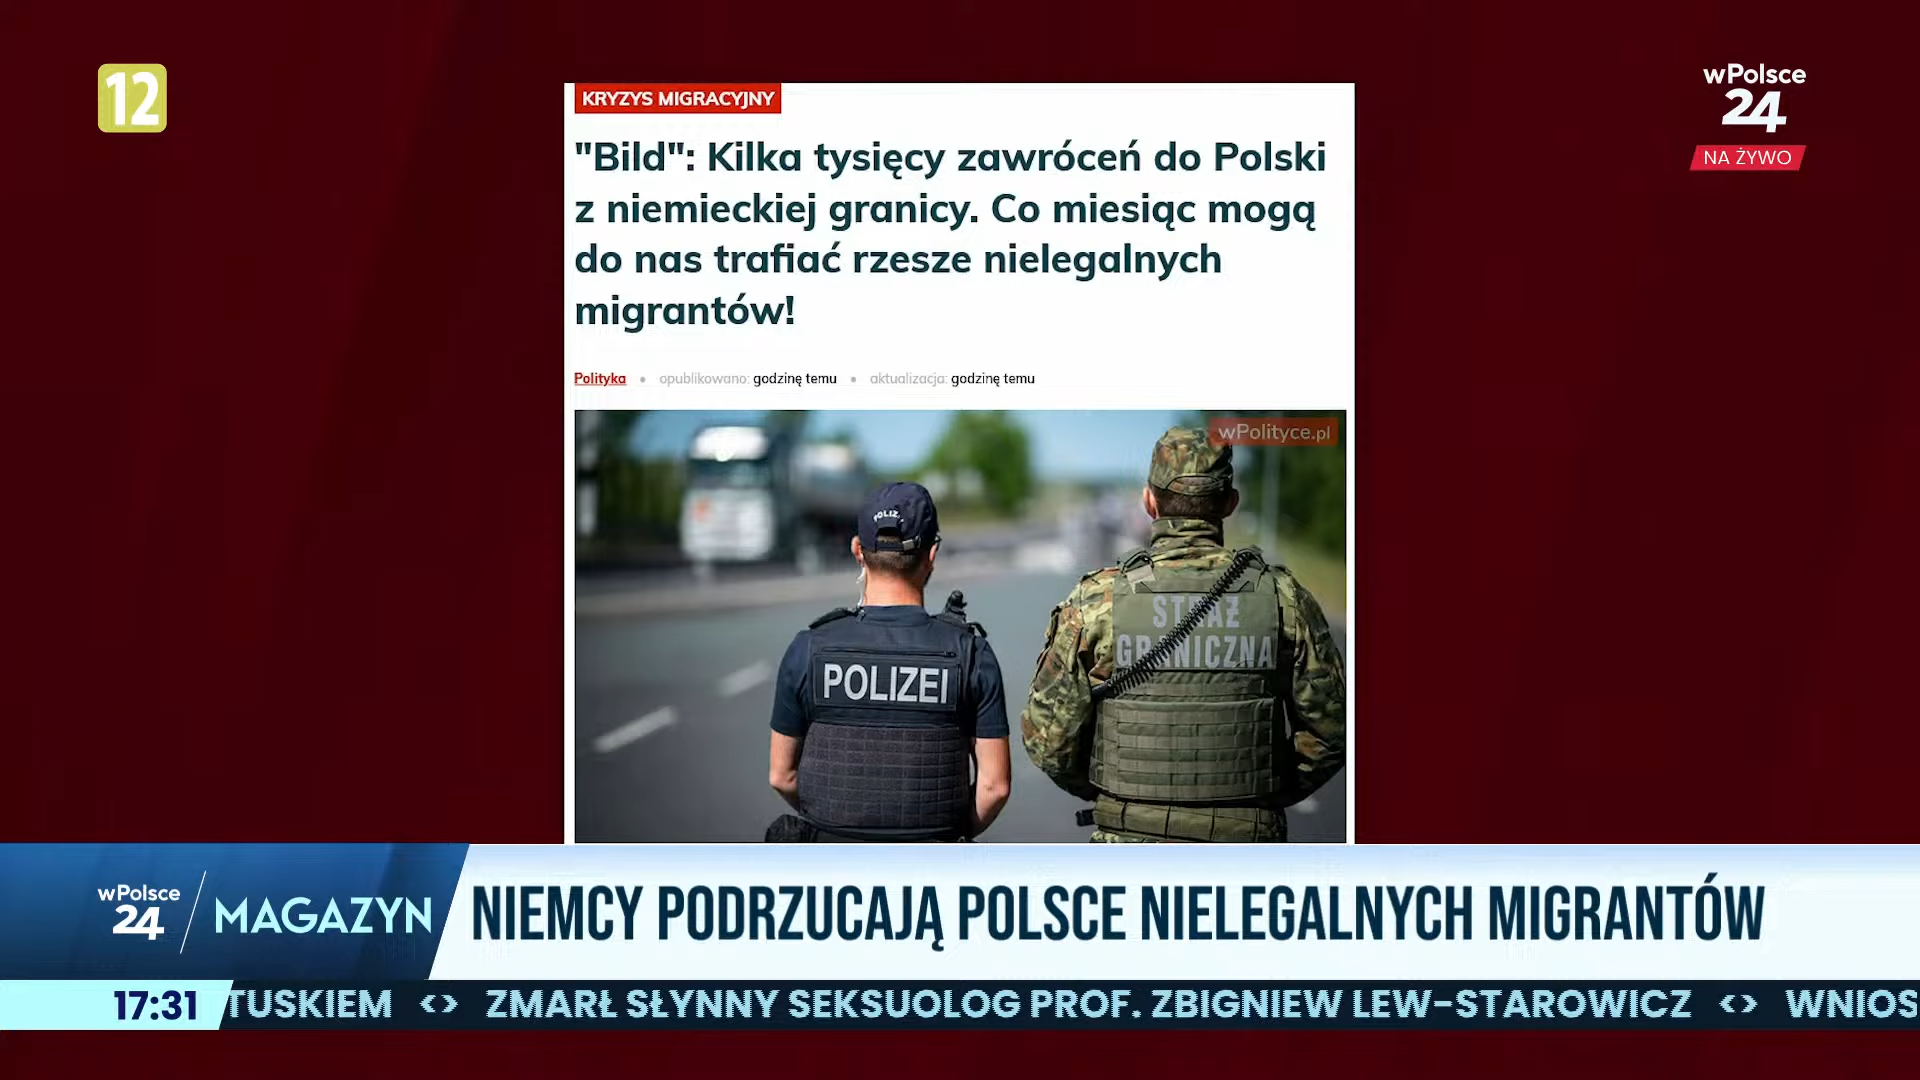 12
wPolsce
24
NA ŻYWO
KRYZYS MIGRACYJNY
"Bild": Kilka tysięcy zawróceń do Polski
z niemieckiej granicy. Co miesiąc mogą
do nas trafiać rzesze nielegalnych
migrantów!
Polityka • opublikowano: godzinę temu • aktualizacja: godzinę temu
wPolityce.pl
POLIZEI
STRAŻ
GRANICZNA
wPolsce
24
MAGAZYN
NIEMCY PODRZUCAJĄ POLSCE NIELEGALNYCH MIGRANTÓW
17:31
TUSKIEM <> ZMARŁ SŁYNNY SEKSUOLOG PROF. ZBIGNIEW LEW-STAROWICZ <> WNIOS